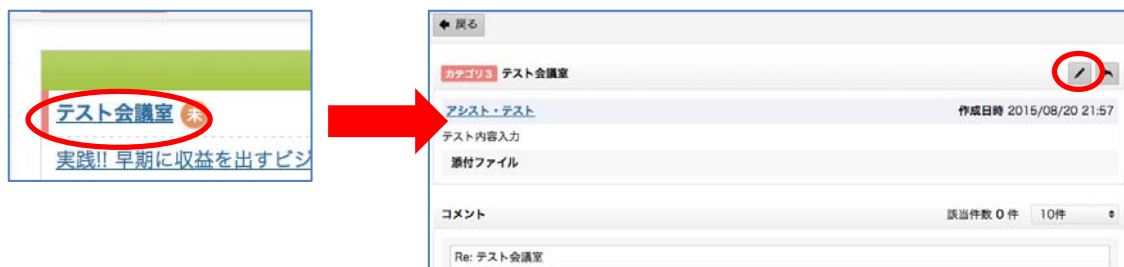 テスト会議室 未
実践!! 早期に収益を出すビジ
戻る
カテゴリ3 テスト会議室
アシスト・テスト 作成日時 2015/08/20 21:57
テスト内容入力
添付ファイル
コメント 該当件数 0 件 10件
Re: テスト会議室